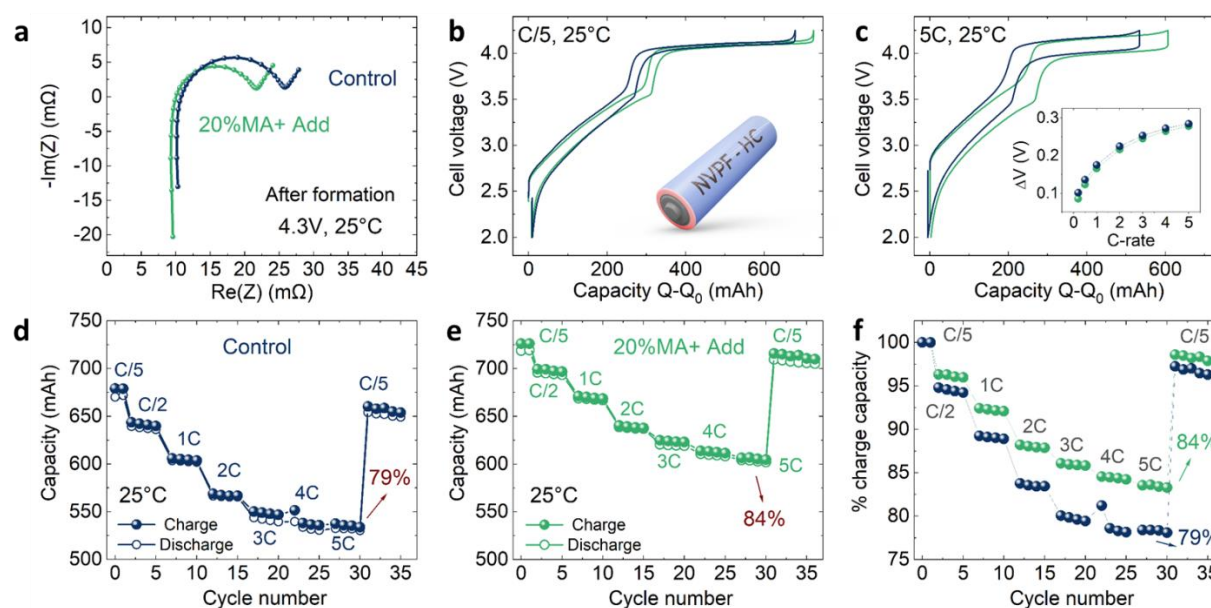 a
10
5
0
-5
-10
-15
-20
-Im(Z) (mΩ)
Control
20%MA+ Add
After formation
4.3V, 25°C
0 5 10 15 20 25 30 35 40 45
Re(Z) (mΩ)
b
C/5, 25°C
4.0
3.5
3.0
2.5
2.0
Cell voltage (V)
NVPF - HC
0 200 400 600
Capacity Q-Q₀ (mAh)
c
5C, 25°C
4.0
3.5
3.0
2.5
2.0
Cell voltage (V)
0.3
0.1
ΔV (V)
0 1 2 3 4 5
C-rate
0 200 400 600
Capacity Q-Q₀ (mAh)
d
750
700
650
600
550
500
Capacity (mAh)
Control
C/5
C/2
1C
2C
3C
4C
5C
C/5
79%
25°C
Charge
Discharge
0 5 10 15 20 25 30 35
Cycle number
e
750
700
650
600
550
500
Capacity (mAh)
20%MA+ Add
C/5
C/2
1C
2C
3C
4C
5C
C/5
84%
25°C
Charge
Discharge
0 5 10 15 20 25 30 35
Cycle number
f
100
95
90
85
80
75
% charge capacity
C/5
C/2
1C
2C
3C
4C
5C
C/5
84%
79%
0 5 10 15 20 25 30 35
Cycle number